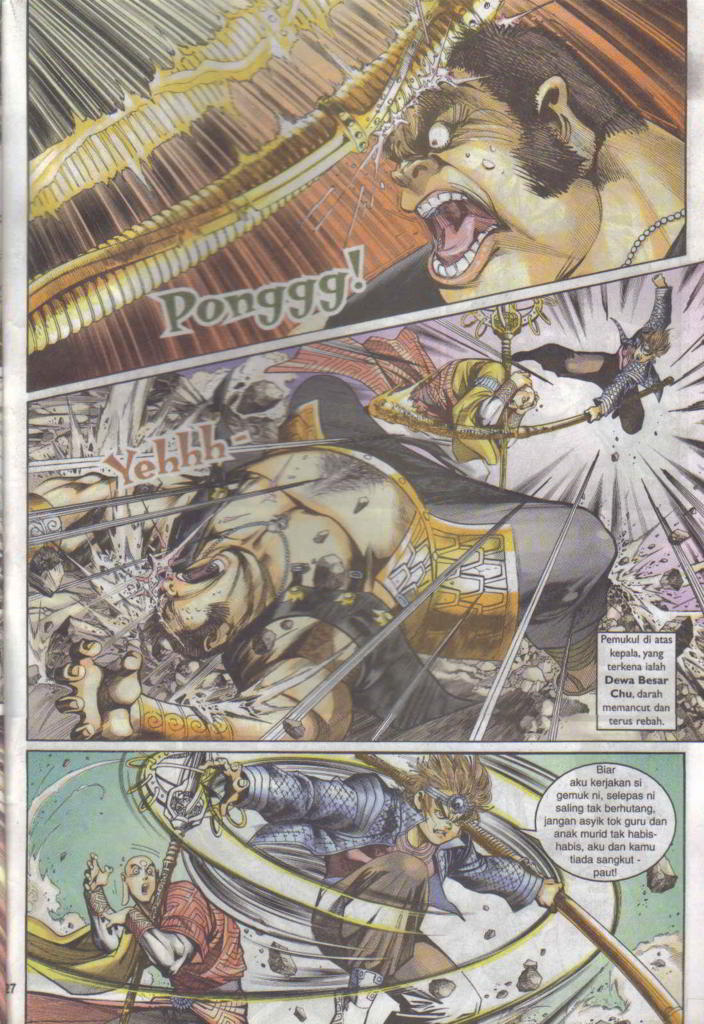 Ponggg!
Yehhh -
Pemukul di atas
kepala, yang
terkena ialah
Dewa Besar
Chu, darah
memancut dan
terus rebah.
Biar
aku kerjakan si
gemuk ni, selepas ni
saling tak berhutang,
jangan asyik tok guru dan
anak murid tak habis-
habis, aku dan kamu
tiada sangkut -
paut!